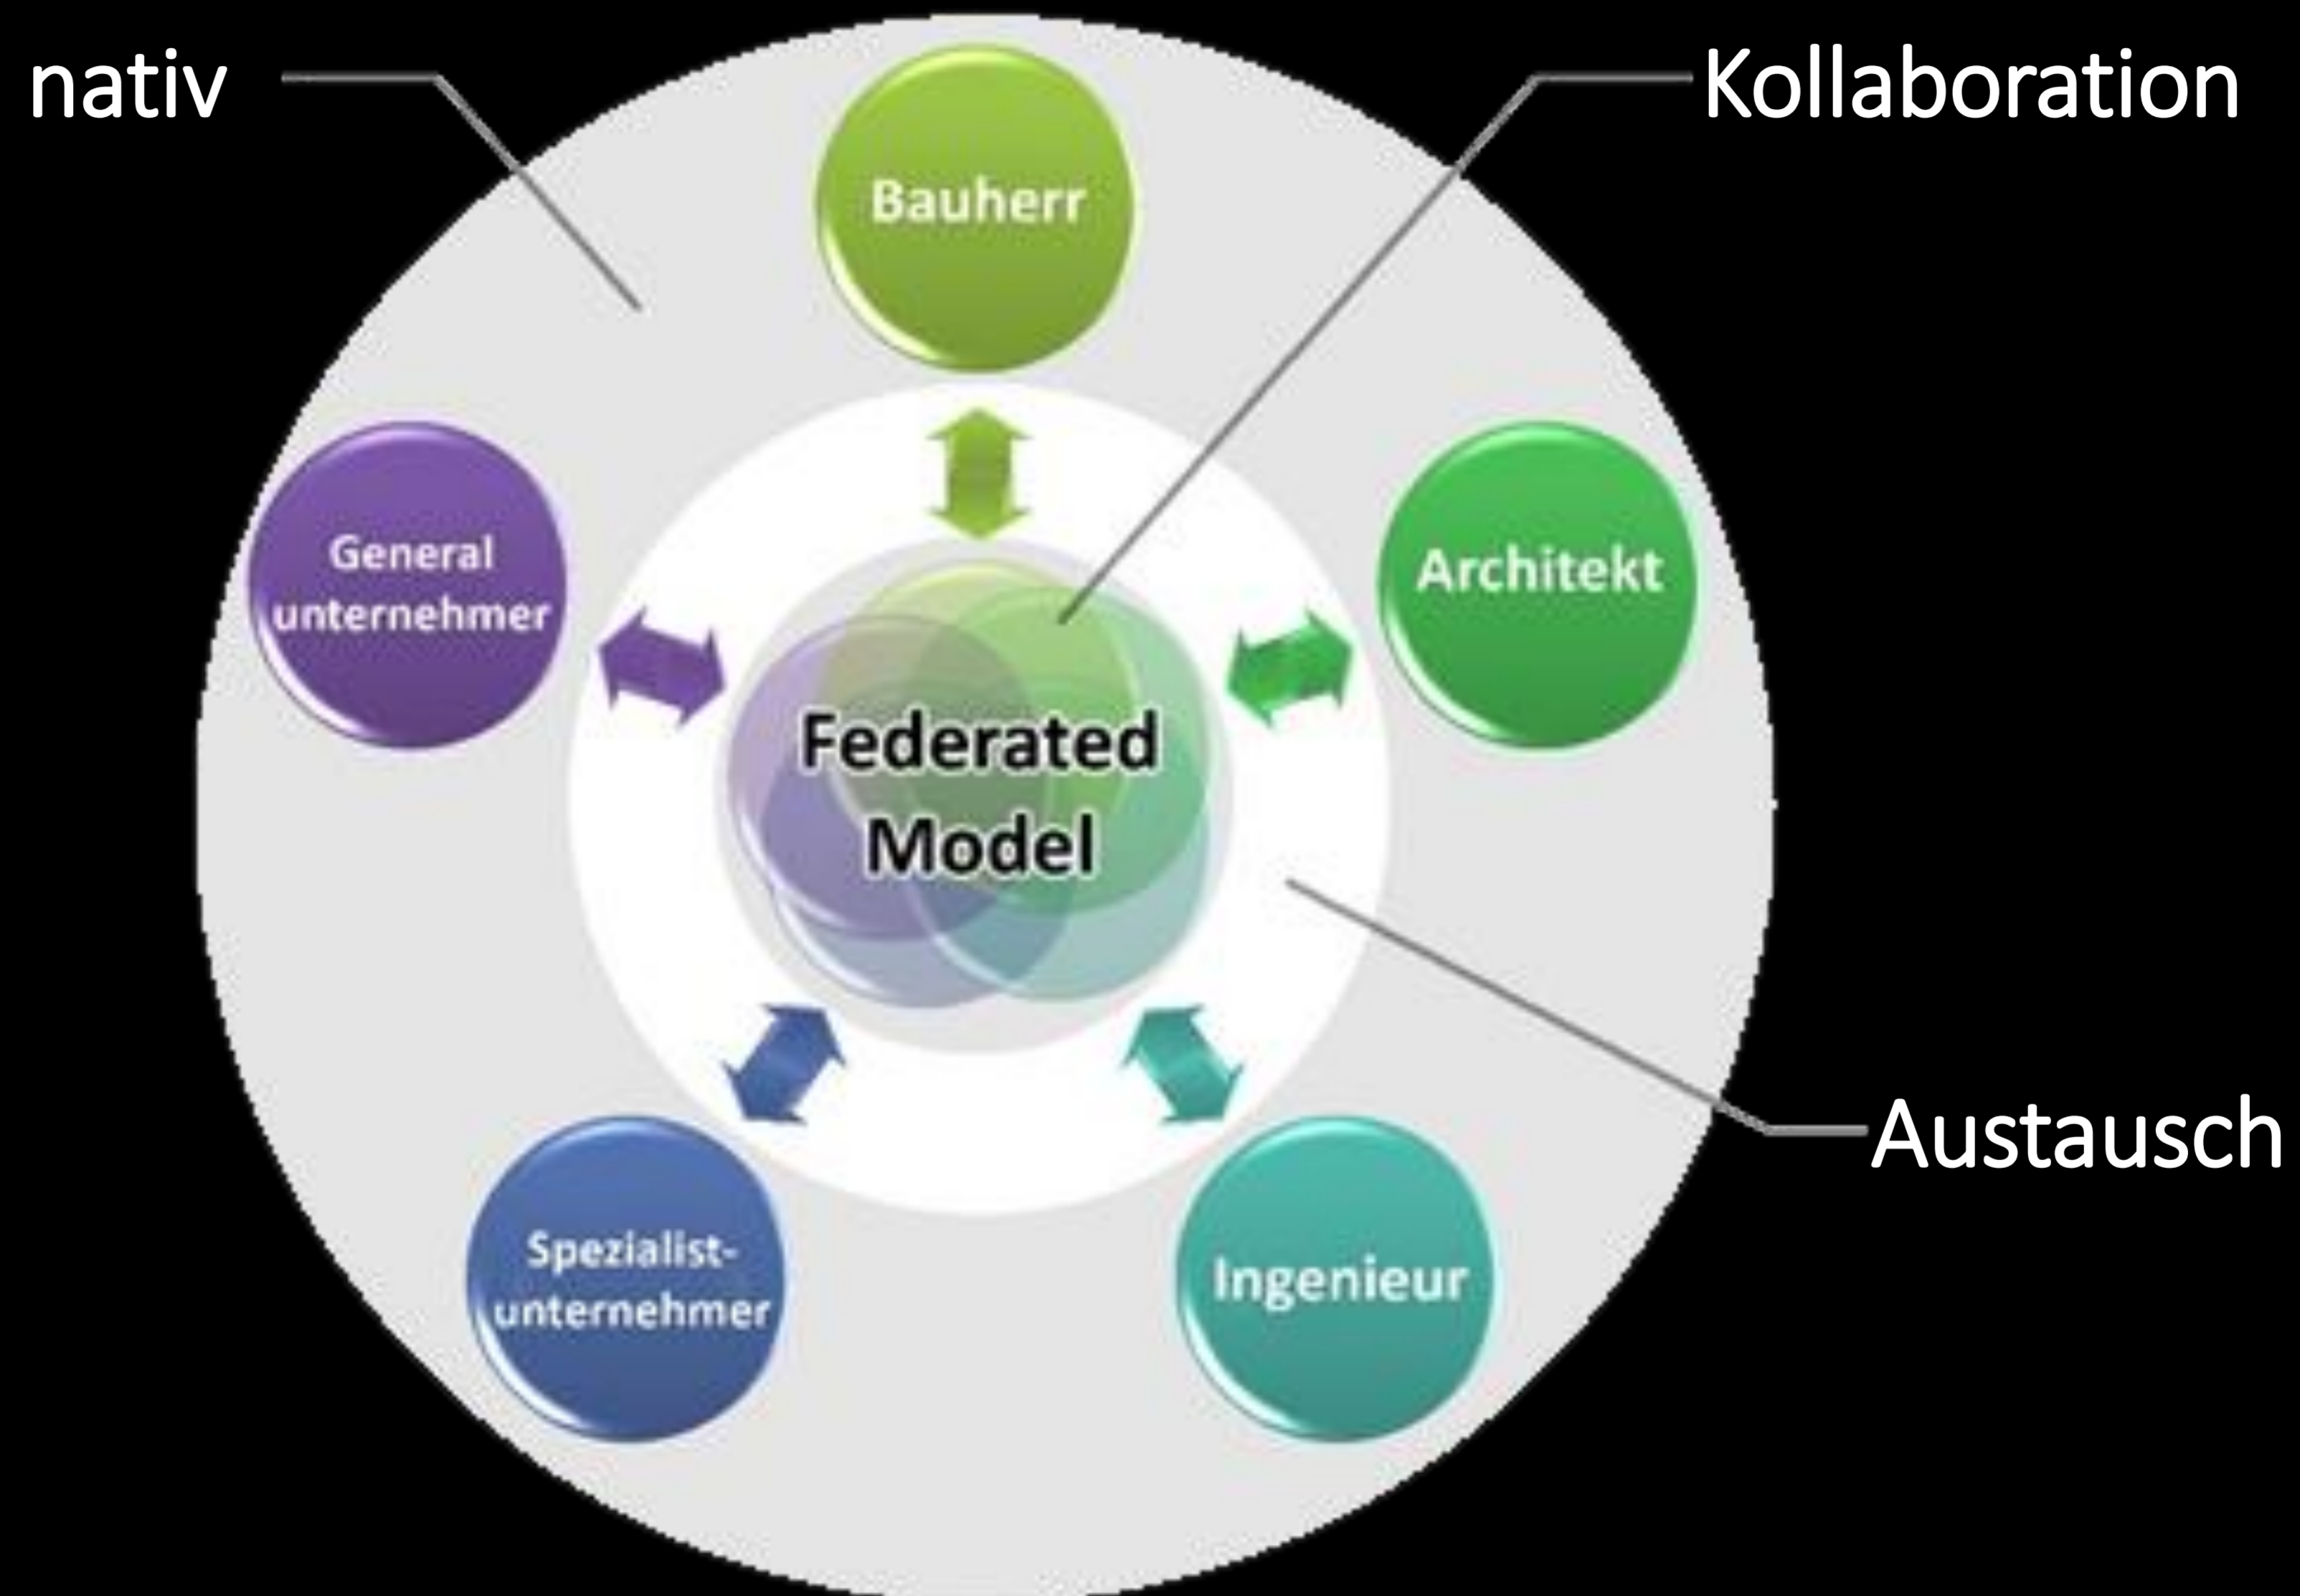 nativ
Kollaboration
Bauherr
General
unternehmer
Architekt
Federated
Model
Austausch
Spezialist-
unternehmer
Ingenieur